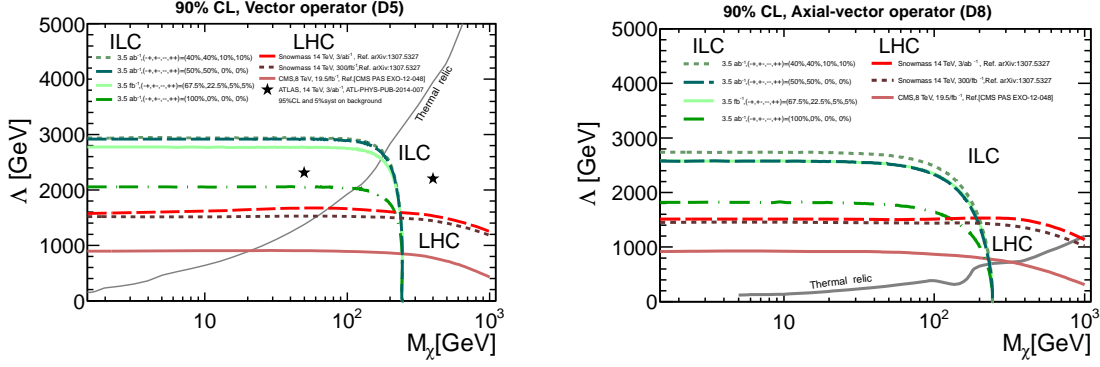 90% CL, Vector operator (D5)
Λ [GeV]
5000
4000
3000
2000
1000
0
ILC
3.5 ab⁻¹,(-+,+-,--,++)=(40%,40%,10%,10%)
3.5 ab⁻¹,(-+,+-,--,++)=(50%,50%, 0%, 0%)
3.5 fb⁻¹,(-+,+-,--,++)=(67.5%,22.5%,5%,5%)
3.5 ab⁻¹,(-+,+-,--,++)=(100%,0%, 0%, 0%)
LHC
Snowmass 14 TeV, 3/ab⁻¹, Ref. arXiv:1307.5327
Snowmass 14 TeV, 300/fb⁻¹, Ref. arXiv:1307.5327
CMS,8 TeV, 19.5/fb⁻¹, Ref.[CMS PAS EXO-12-048]
ATLAS, 14 TeV, 3/ab⁻¹, ATL-PHYS-PUB-2014-007
95%CL and 5%syst on background
Thermal relic
ILC
LHC
10
10²
10³
Mχ[GeV]
90% CL, Axial-vector operator (D8)
Λ [GeV]
5000
4000
3000
2000
1000
0
ILC
3.5 ab⁻¹,(-+,+-,--,++)=(40%,40%,10%,10%)
3.5 ab⁻¹,(-+,+-,--,++)=(50%,50%, 0%, 0%)
3.5 fb⁻¹,(-+,+-,--,++)=(67.5%,22.5%,5%,5%)
3.5 ab⁻¹,(-+,+-,--,++)=(100%,0%, 0%, 0%)
LHC
Snowmass 14 TeV, 3/ab⁻¹, Ref. arXiv:1307.5327
Snowmass 14 TeV, 300/fb⁻¹, Ref. arXiv:1307.5327
CMS,8 TeV, 19.5/fb⁻¹, Ref.[CMS PAS EXO-12-048]
ILC
LHC
Thermal relic
10
10²
10³
Mχ[GeV]